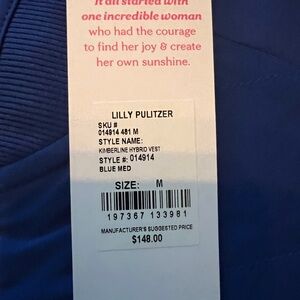 It all started with
one incredible woman
who had the courage
to find her joy & create
her own sunshine.
LILLY PULITZER
SKU #
014914 481 M
STYLE NAME:
KIMBERLINE HYBRID VEST
STYLE #: 014914
BLUE MED
SIZE: M
197367 133981
MANUFACTURER'S SUGGESTED PRICE
$148.00